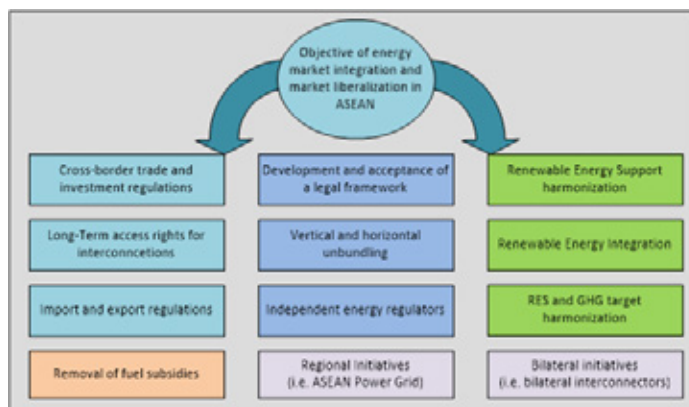 Objective of energy
market integration and
market liberalization in
ASEAN
Cross-border trade and
investment regulations
Development and acceptance of
a legal framework
Renewable Energy Support
harmonization
Long-Term access rights for
interconncetions
Vertical and horizontal
unbundling
Renewable Energy Integration
Import and export regulations
Independent energy regulators
RES and GHG target
harmonization
Removal of fuel subsidies
Regional Initiatives
(i.e. ASEAN Power Grid)
Bilateral initiatives
(i.e. bilateral interconnectors)